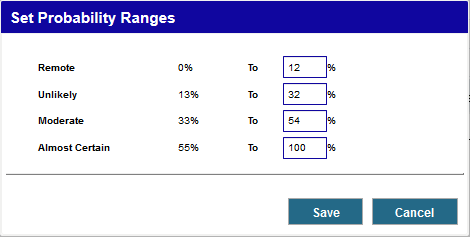 Set Probability Ranges
Remote 0% To 12 %
Unlikely 13% To 32 %
Moderate 33% To 54 %
Almost Certain 55% To 100 %
Save Cancel